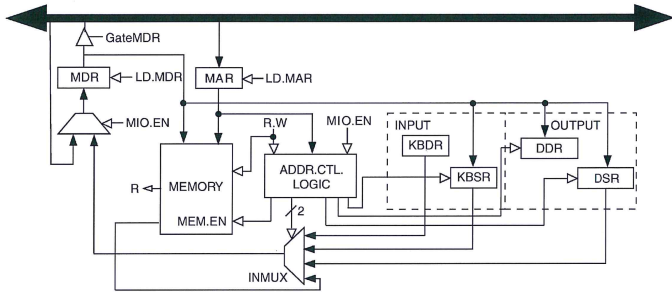 GateMDR
MDR
LD.MDR
MAR
LD.MAR
MIO.EN
R.W
MIO.EN
INPUT
OUTPUT
KBDR
DDR
ADDR.CTL.
LOGIC
R
MEMORY
KBSR
DSR
MEM.EN
2
INMUX